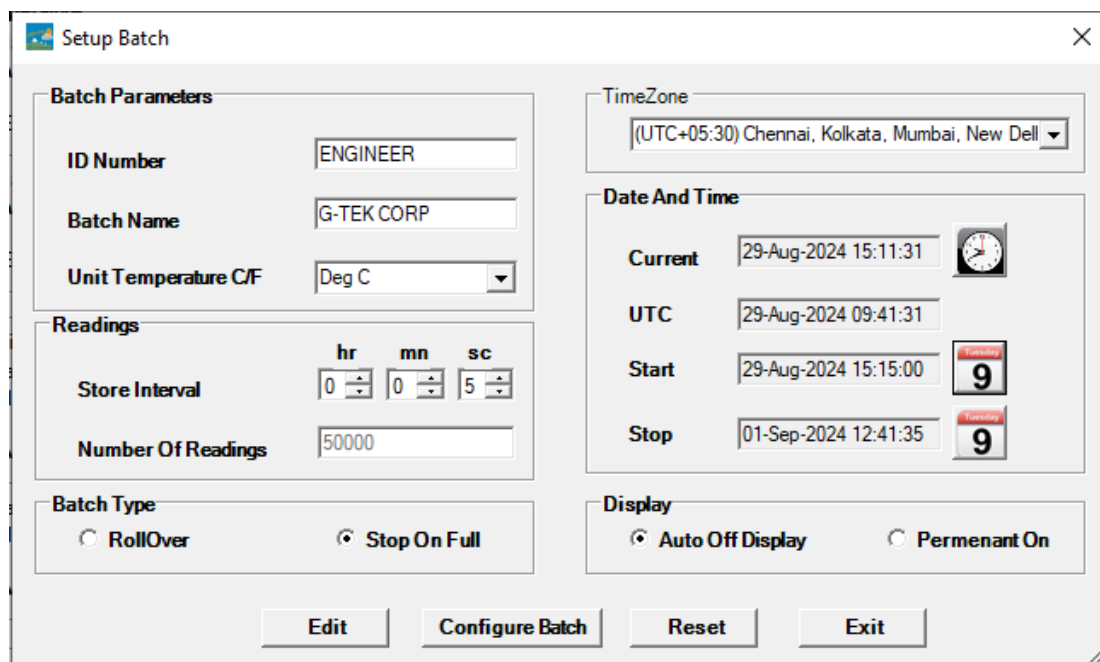 Setup Batch
Batch Parameters
ID Number ENGINEER
Batch Name G-TEK CORP
Unit Temperature C/F Deg C
Readings
hr mn sc
Store Interval 0 0 5
Number Of Readings 50000
Batch Type
RollOver Stop On Full
TimeZone
(UTC+05:30) Chennai, Kolkata, Mumbai, New Dell
Date And Time
Current 29-Aug-2024 15:11:31
UTC 29-Aug-2024 09:41:31
Start 29-Aug-2024 15:15:00 Tuesday 9
Stop 01-Sep-2024 12:41:35 Tuesday 9
Display
Auto Off Display Permenant On
Edit Configure Batch Reset Exit